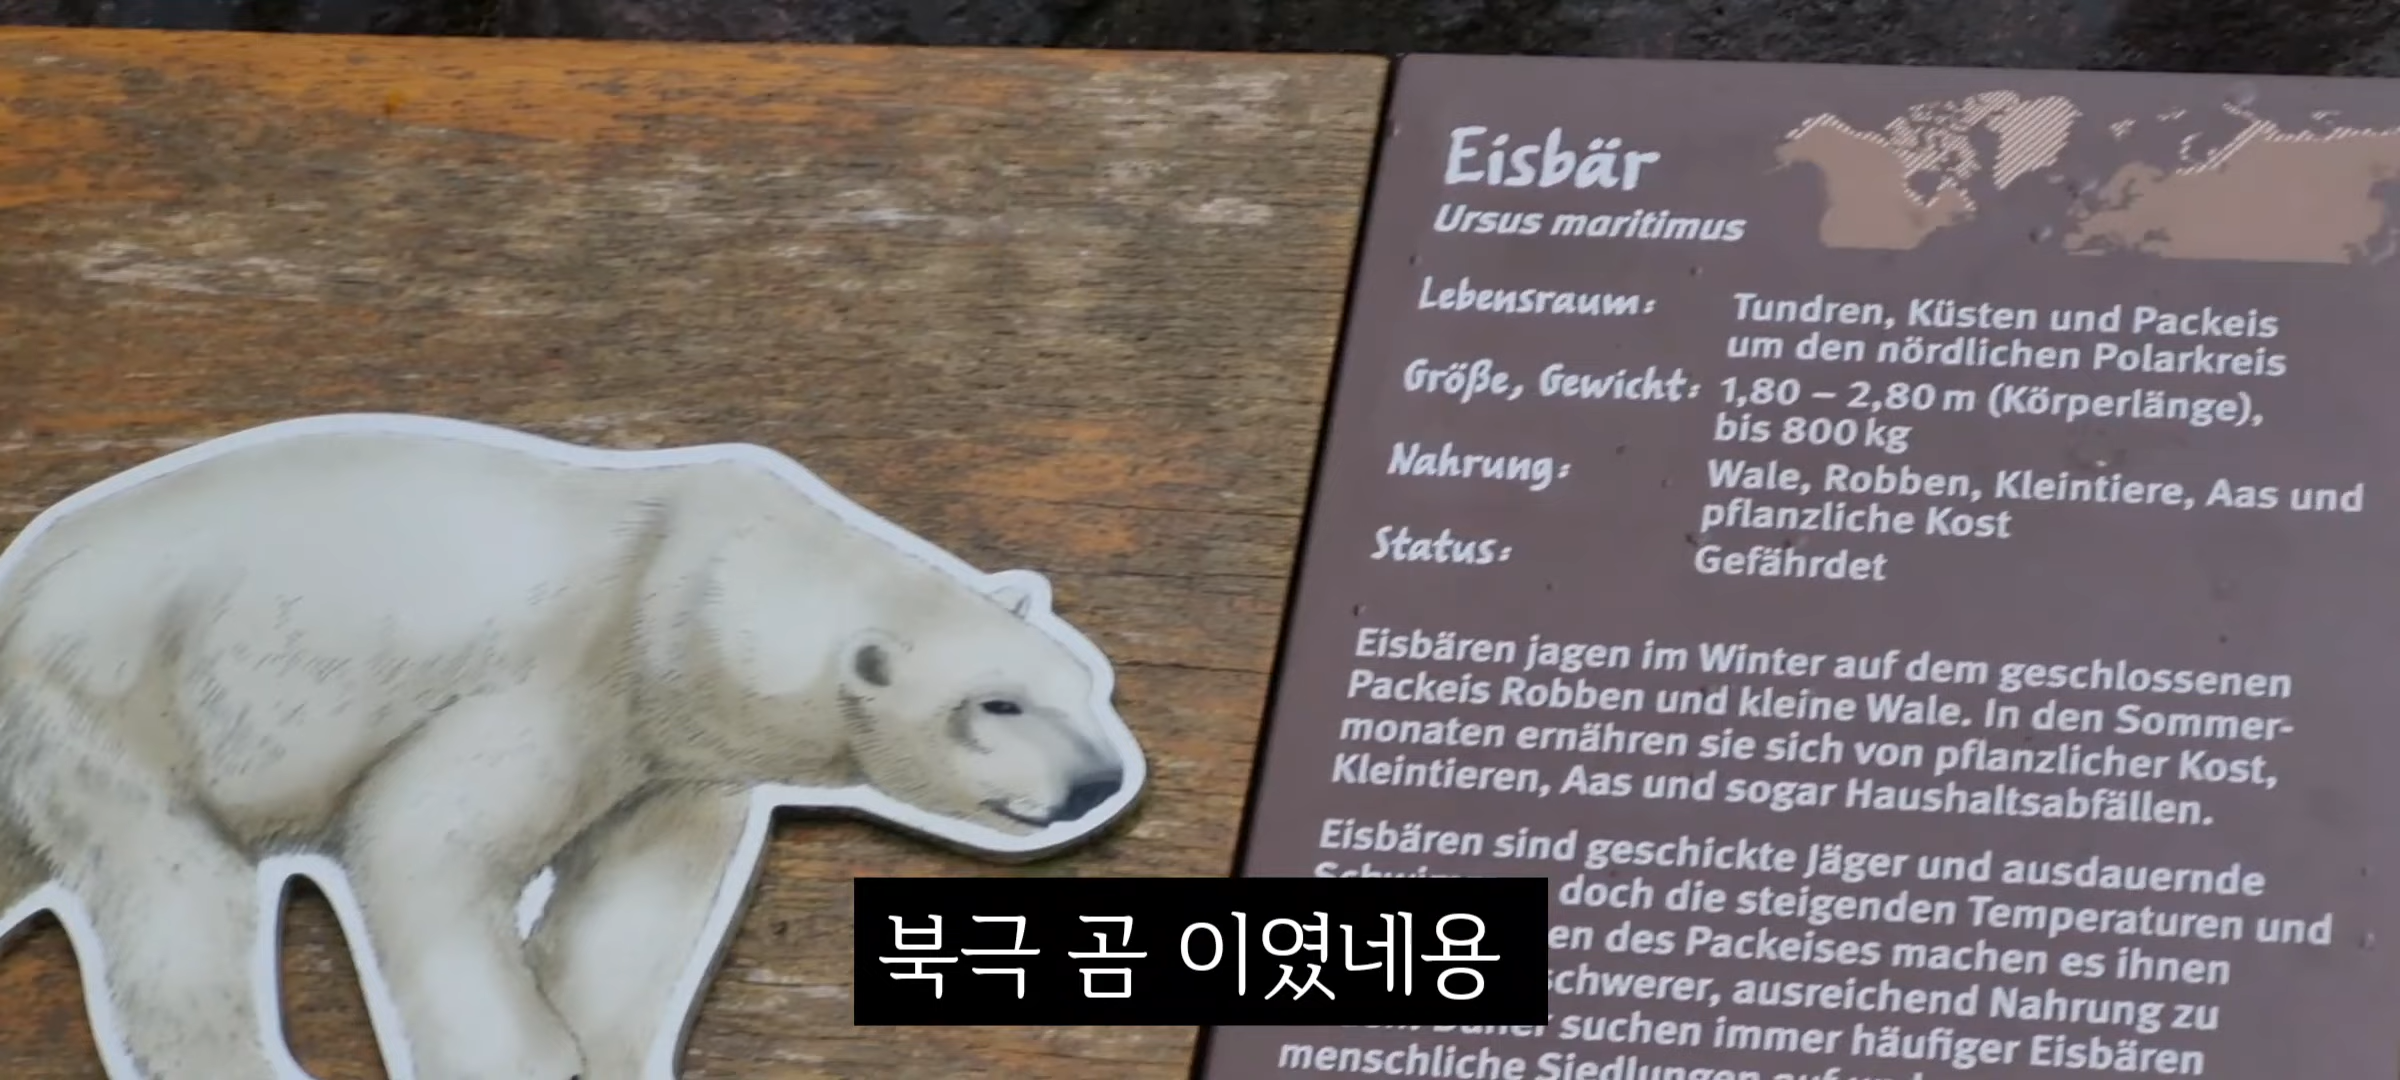 Eisbär
Ursus maritimus
Lebensraum: Tundren, Küsten und Packeis
um den nördlichen Polarkreis
Größe, Gewicht: 1,80 – 2,80 m (Körperlänge),
bis 800 kg
Nahrung: Wale, Robben, Kleintiere, Aas und
pflanzliche Kost
Status: Gefährdet
Eisbären jagen im Winter auf dem geschlossenen
Packeis Robben und kleine Wale. In den Sommer-
monaten ernähren sie sich von pflanzlicher Kost,
Kleintieren, Aas und sogar Haushaltsabfällen.
Eisbären sind geschickte Jäger und ausdauernde
doch die steigenden Temperaturen und
des Packeises machen es ihnen
schwerer, ausreichend Nahrung zu
suchen immer häufiger Eisbären
menschliche Siedlungen auf
북극 곰 이였네용